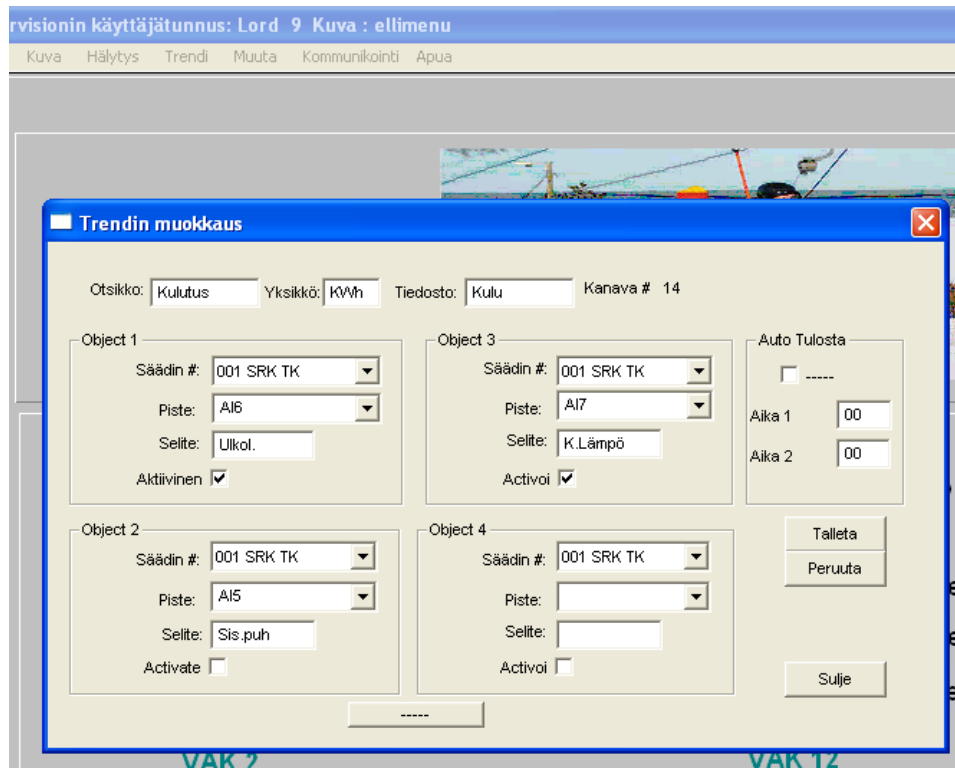 rvisionin käyttäjätunnus: Lord 9 Kuva : ellimenu
Kuva Hälytys Trendi Muuta Kommunikointi Apua
Trendin muokkaus
Otsikko: Kulutus Yksikkö: KWh Tiedosto: Kulu Kanava # 14
Object 1
Säädin #: 001 SRK TK
Piste: AI6
Selite: Ulkol.
Aktiivinen
Object 3
Säädin #: 001 SRK TK
Piste: AI7
Selite: K.Lämpö
Activoi
Auto Tulosta
-----
Aika 1 00
Aika 2 00
Object 2
Säädin #: 001 SRK TK
Piste: AI5
Selite: Sis.puh
Activate
Object 4
Säädin #: 001 SRK TK
Piste:
Selite:
Activoi
Talleta
Peruuta
Sulje
-----
VAK 2 VAK 12